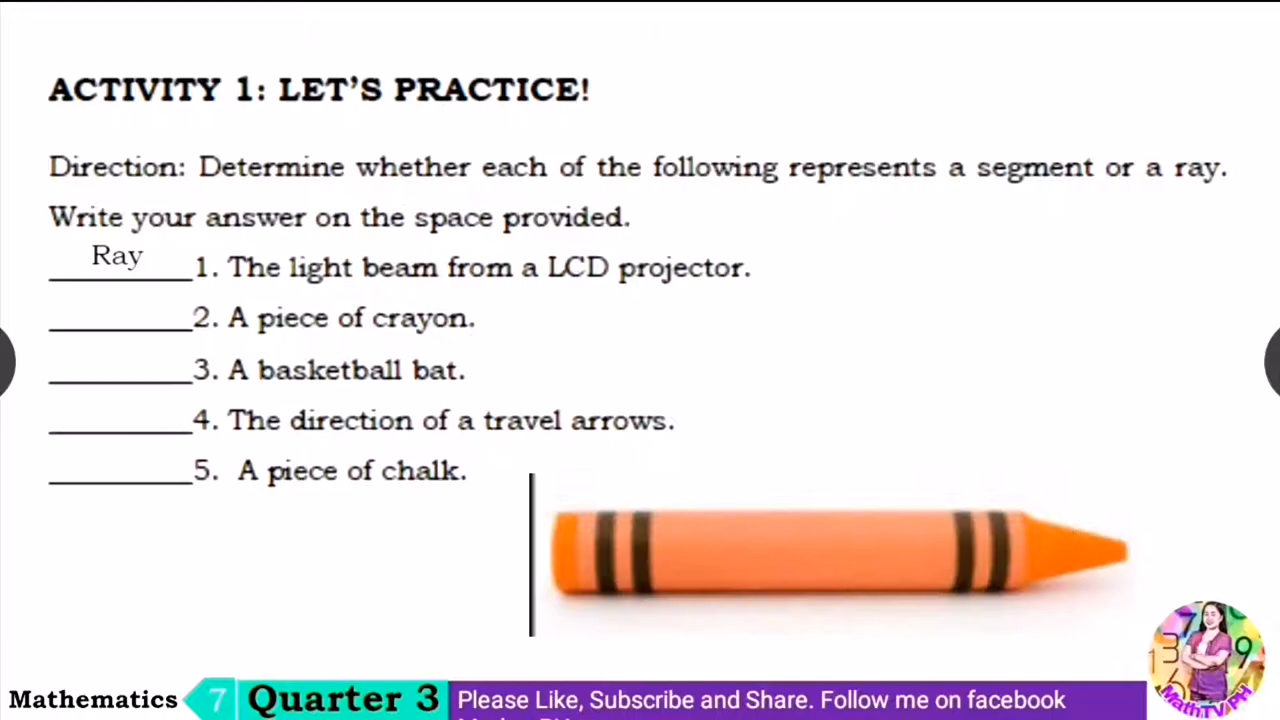 ACTIVITY 1: LET'S PRACTICE!
Direction: Determine whether each of the following represents a segment or a ray.
Write your answer on the space provided.
Ray 1. The light beam from a LCD projector.
2. A piece of crayon.
3. A basketball bat.
4. The direction of a travel arrows.
5. A piece of chalk.
Mathematics 7 Quarter 3 Please Like, Subscribe and Share. Follow me on facebook
MathTV PH